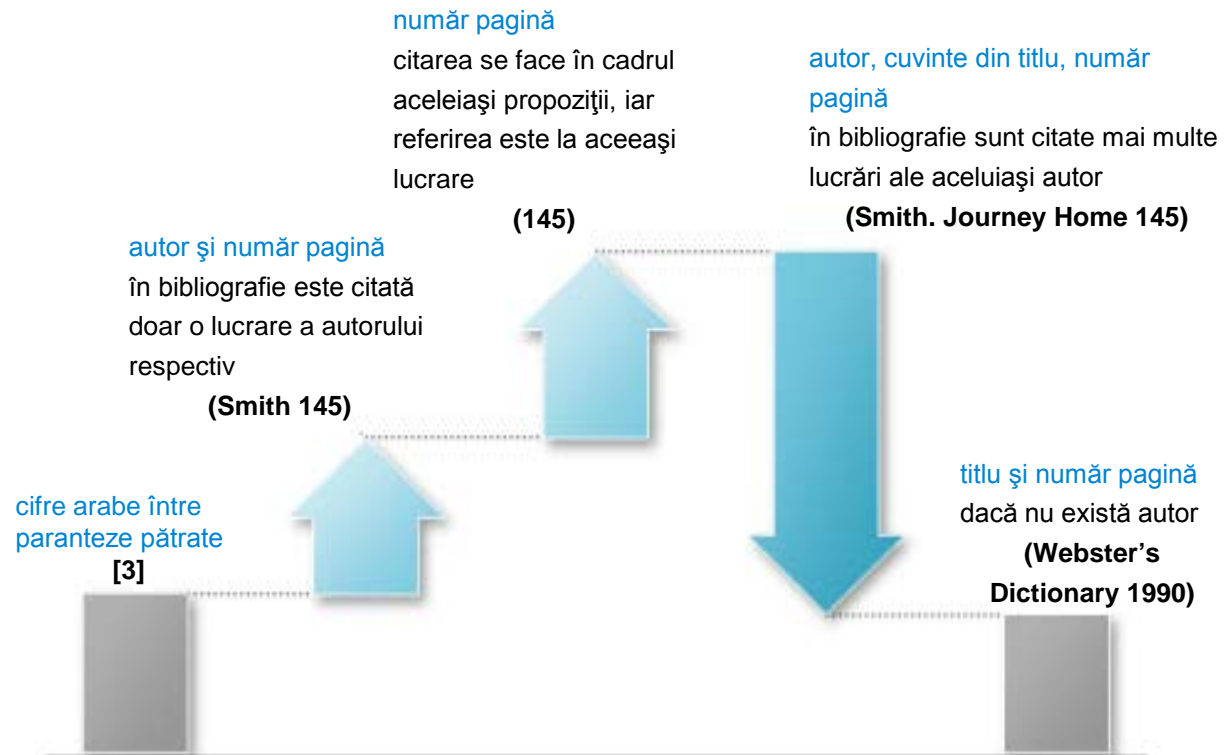 cifre arabe între
paranteze pătrate
[3]
autor şi număr pagină
în bibliografie este citată
doar o lucrare a autorului
respectiv
(Smith 145)
număr pagină
citarea se face în cadrul
aceleiaşi propoziţii, iar
referirea este la aceeaşi
lucrare
(145)
autor, cuvinte din titlu, număr
pagină
în bibliografie sunt citate mai multe
lucrări ale aceluiaşi autor
(Smith. Journey Home 145)
titlu şi număr pagină
dacă nu există autor
(Webster’s
Dictionary 1990)